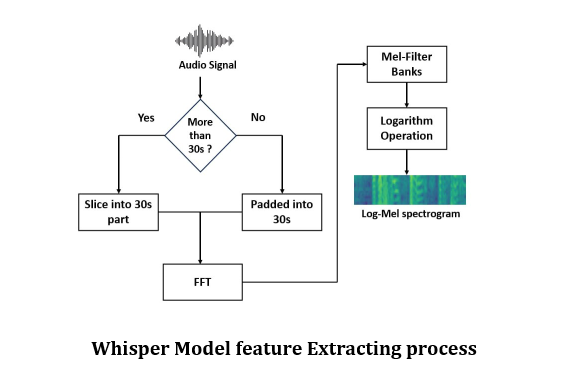 Audio Signal
More
than
30s ?
Yes
No
Slice into 30s
part
Padded into
30s
FFT
Mel-Filter
Banks
Logarithm
Operation
Log-Mel spectrogram
Whisper Model feature Extracting process